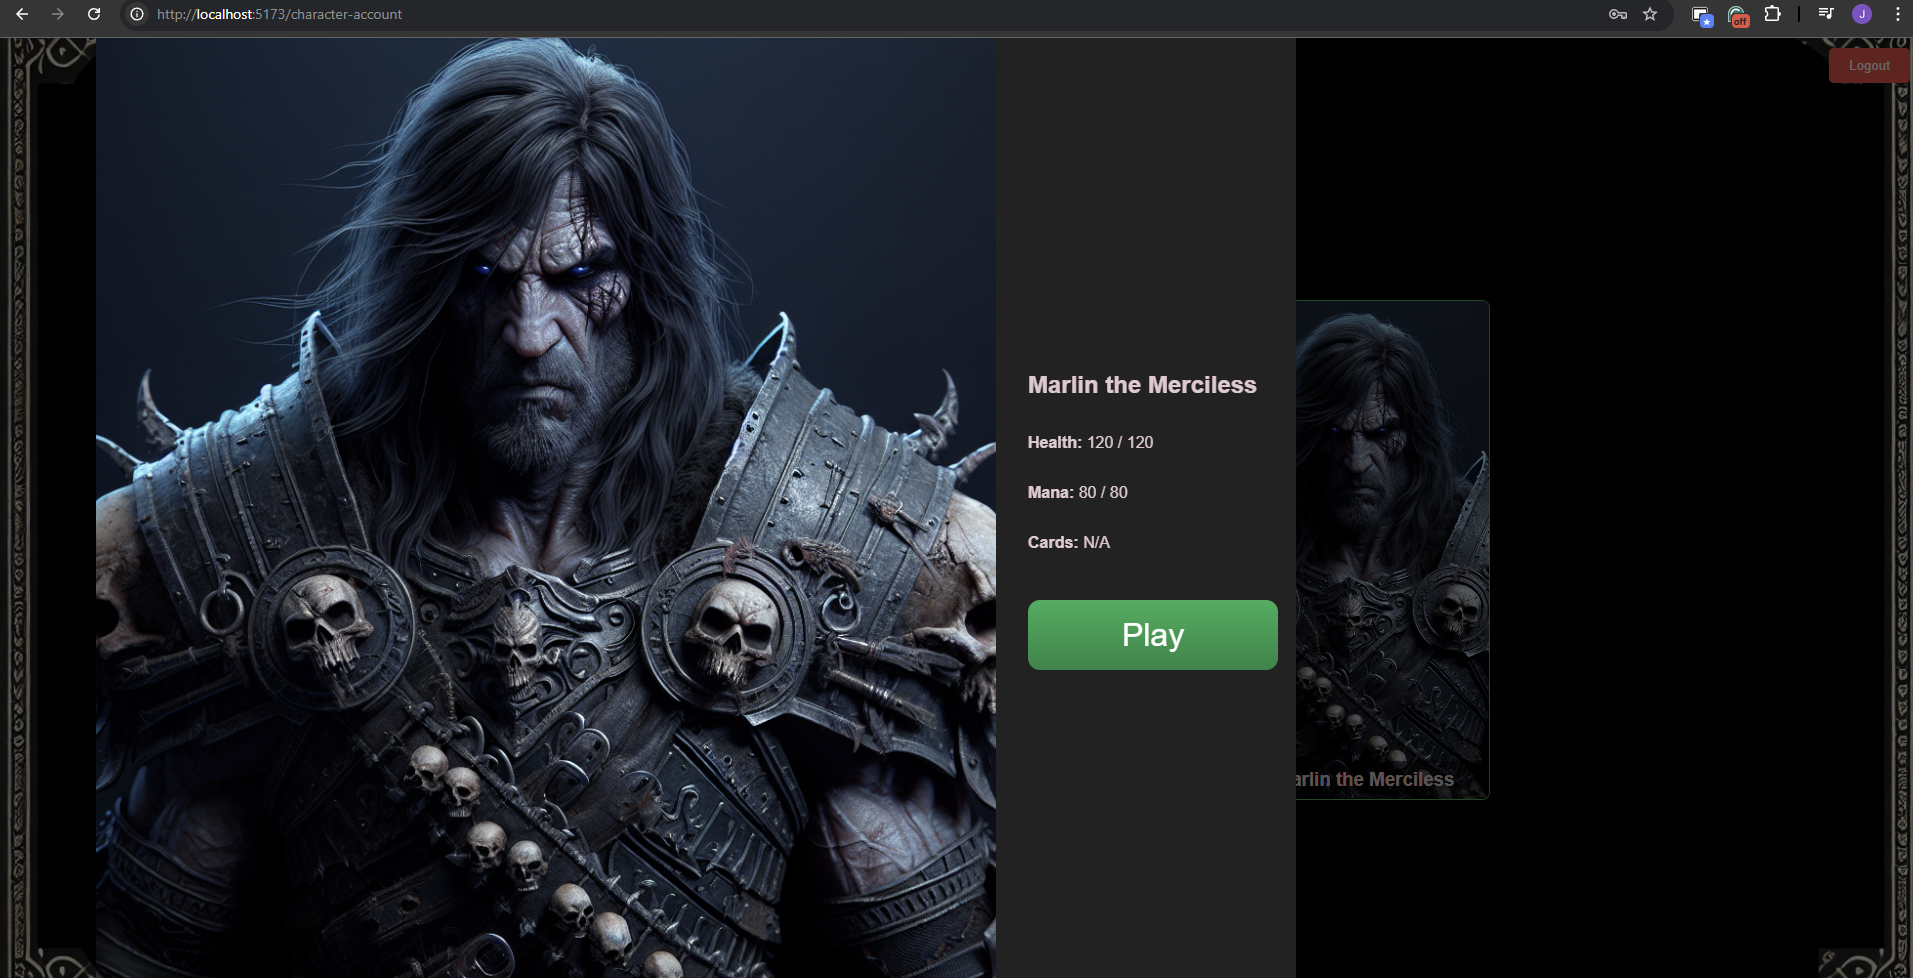 http://localhost:5173/character-account
J
off
Logout
Marlin the Merciless
Health: 120 / 120
Mana: 80 / 80
Cards: N/A
Play
arlin the Merciless